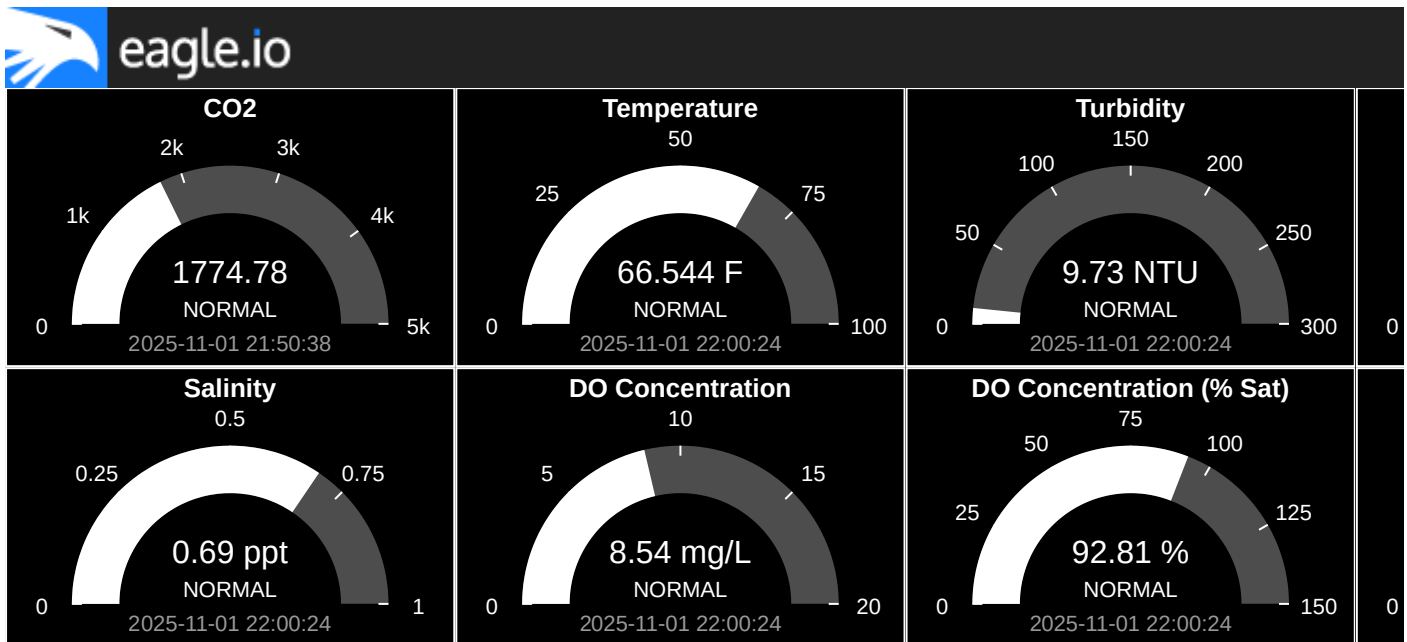 eagle.io
CO2
0
1k
2k
3k
4k
5k
1774.78
NORMAL
2025-11-01 21:50:38
Temperature
0
25
50
75
100
66.544 F
NORMAL
2025-11-01 22:00:24
Turbidity
0
50
100
150
200
250
300
9.73 NTU
NORMAL
2025-11-01 22:00:24
0
Salinity
0
0.25
0.5
0.75
1
0.69 ppt
NORMAL
2025-11-01 22:00:24
DO Concentration
0
5
10
15
20
8.54 mg/L
NORMAL
2025-11-01 22:00:24
DO Concentration (% Sat)
0
25
50
75
100
125
150
92.81 %
NORMAL
2025-11-01 22:00:24
0